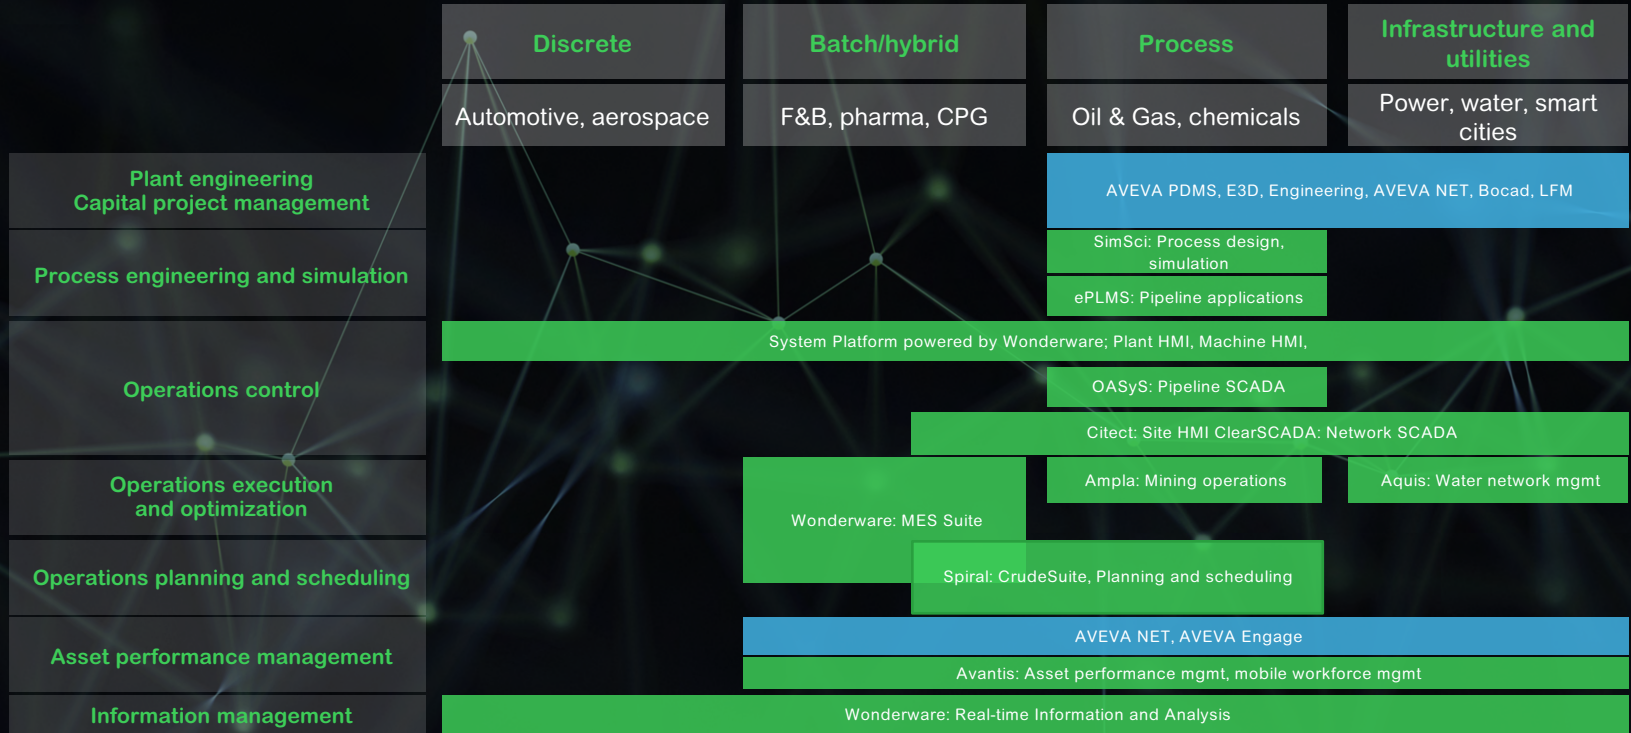 Discrete
Batch/hybrid
Process
Infrastructure and
utilities
Automotive, aerospace
F&B, pharma, CPG
Oil & Gas, chemicals
Power, water, smart
cities
Plant engineering
Capital project management
AVEVA PDMS, E3D, Engineering, AVEVA NET, Bocad, LFM
Process engineering and simulation
SimSci: Process design,
simulation
ePLMS: Pipeline applications
Operations control
System Platform powered by Wonderware; Plant HMI, Machine HMI,
OASyS: Pipeline SCADA
Citect: Site HMI ClearSCADA: Network SCADA
Operations execution
and optimization
Wonderware: MES Suite
Ampla: Mining operations
Aquis: Water network mgmt
Operations planning and scheduling
Spiral: CrudeSuite, Planning and scheduling
Asset performance management
AVEVA NET, AVEVA Engage
Avantis: Asset performance mgmt, mobile workforce mgmt
Information management
Wonderware: Real-time Information and Analysis